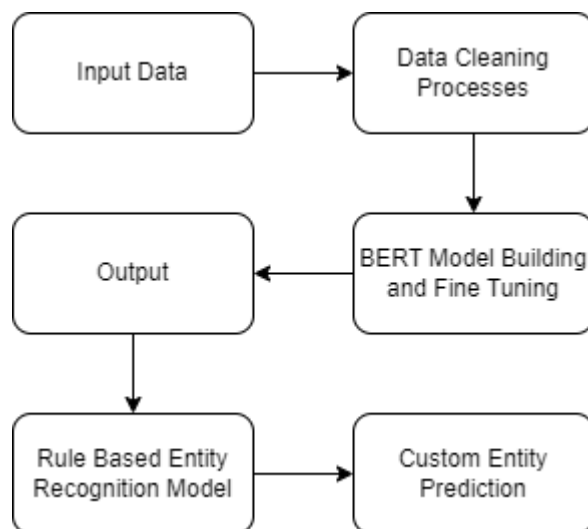 Input Data
Data Cleaning
Processes
BERT Model Building
and Fine Tuning
Output
Rule Based Entity
Recognition Model
Custom Entity
Prediction